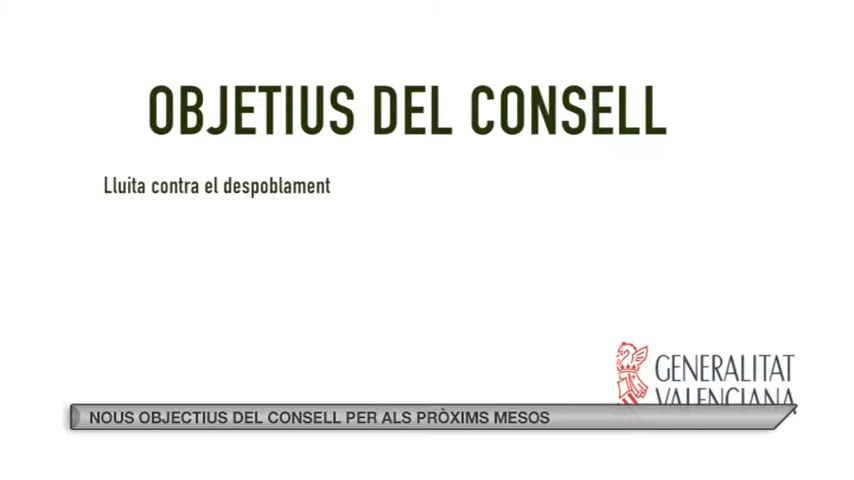 OBJETIUS DEL CONSELL
Lluita contra el despoblament
GENERALITAT
VALENCIANA
NOUS OBJECTIUS DEL CONSELL PER ALS PRÒXIMS MESOS